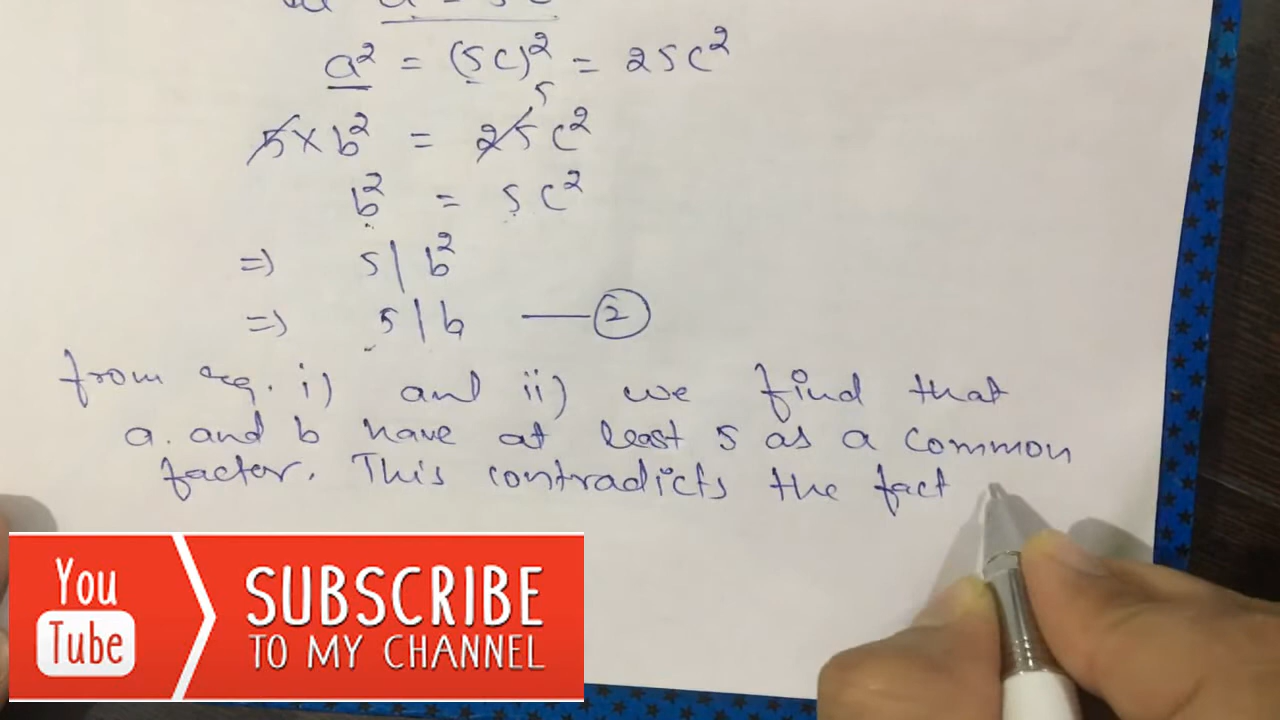 a² = (5c)² = 25c²
5
5×b² = 25c²
b² = 5c²
=> 5|b²
=> 5|b — 2
from eq. i) and ii) we find that
a. and b have at least 5 as a common
factor. This contradicts the fact
You
Tube
SUBSCRIBE
TO MY CHANNEL